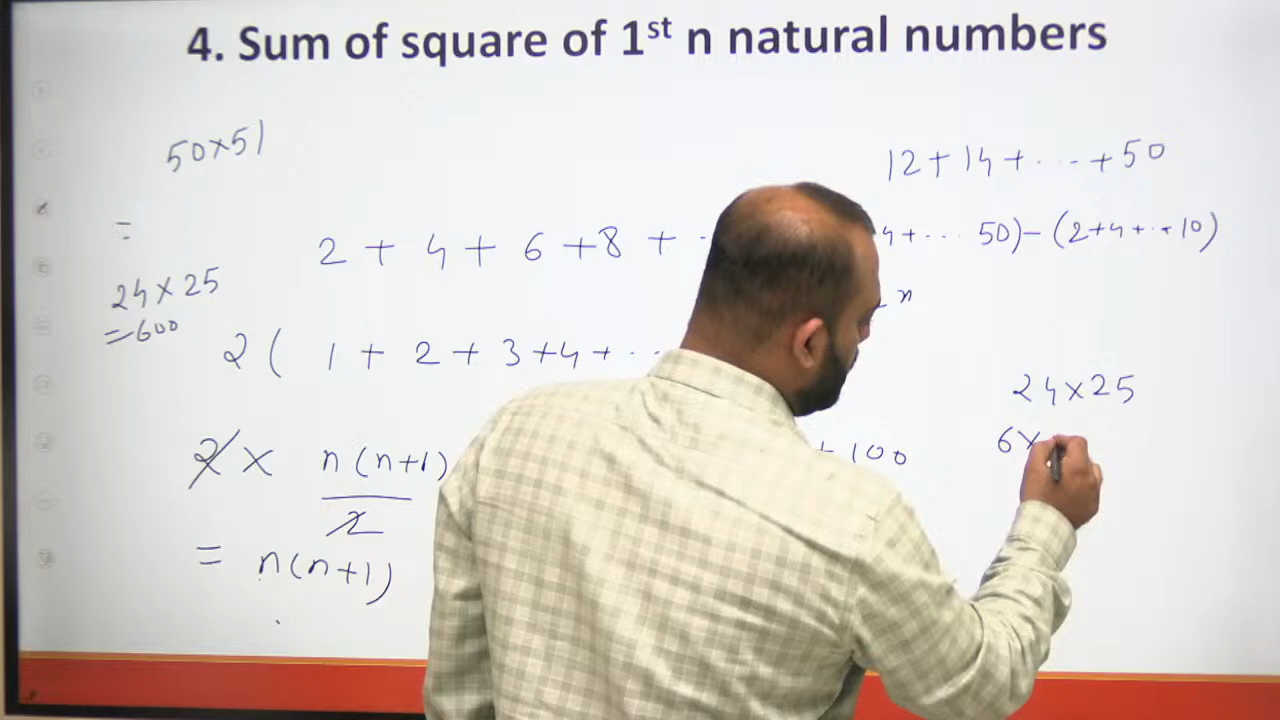 4. Sum of square of 1st n natural numbers
50×51
=
24×25
=600
2 + 4 + 6 + 8 + ·
2 ( 1 + 2 + 3 + 4 + ...
2 × n(n+1)
2
= n(n+1)
12 + 14 + ... + 50
4 + ... 50) - (2+4+...10)
n
+ 100
24×25
6×